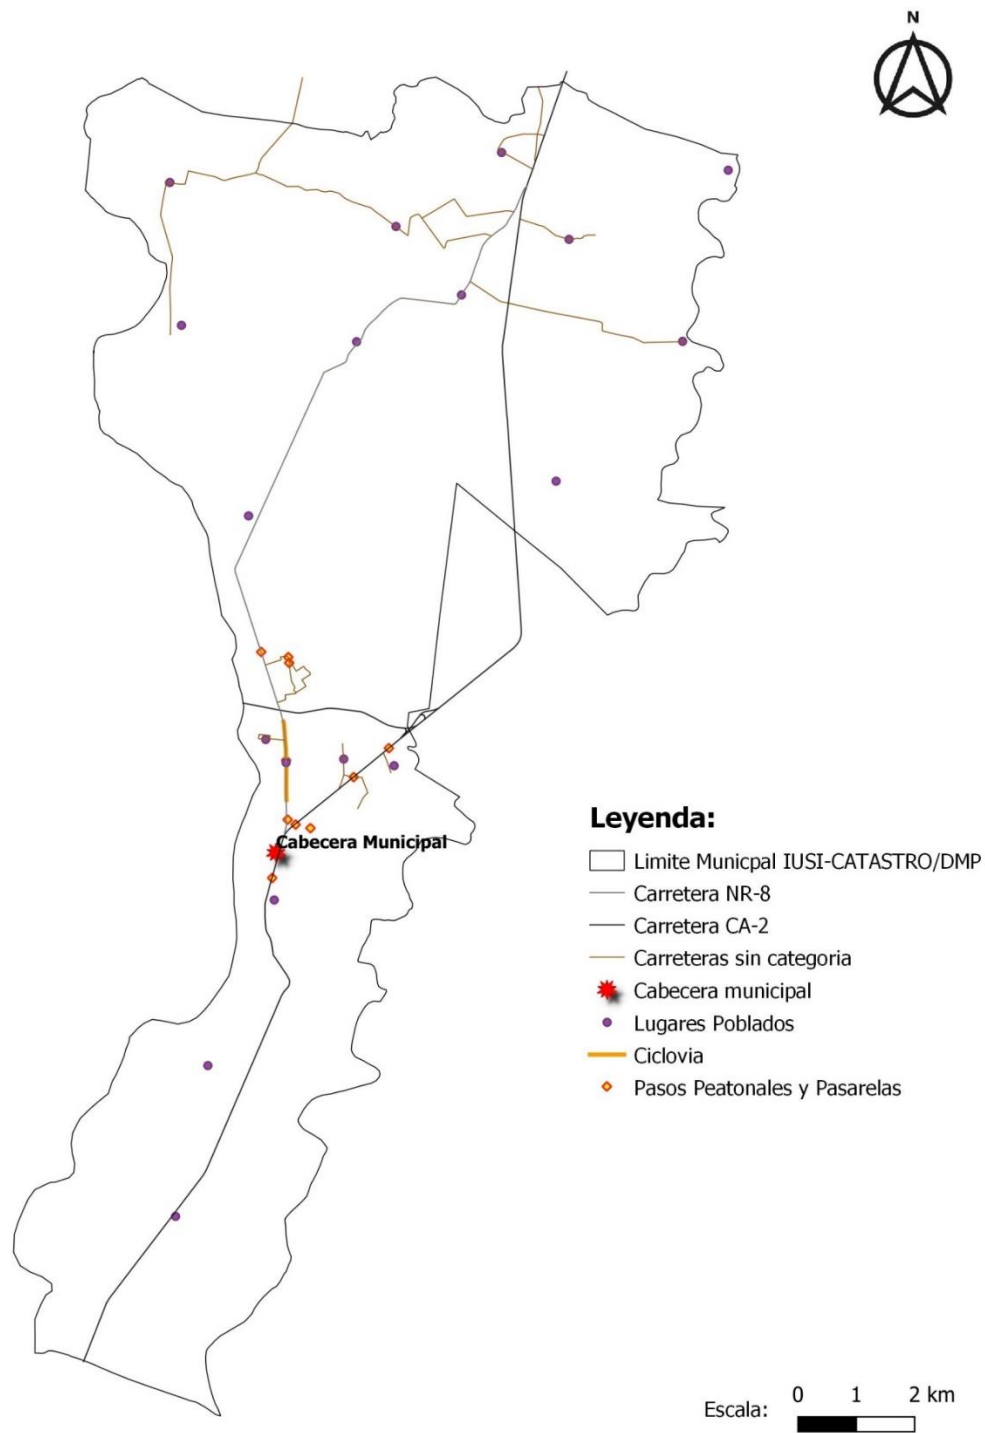 N
Cabecera Municipal
Leyenda:
Limite Municpal IUSI-CATASTRO/DMP
Carretera NR-8
Carretera CA-2
Carreteras sin categoria
Cabecera municipal
Lugares Poblados
Ciclovia
Pasos Peatonales y Pasarelas
Escala: 0 1 2 km